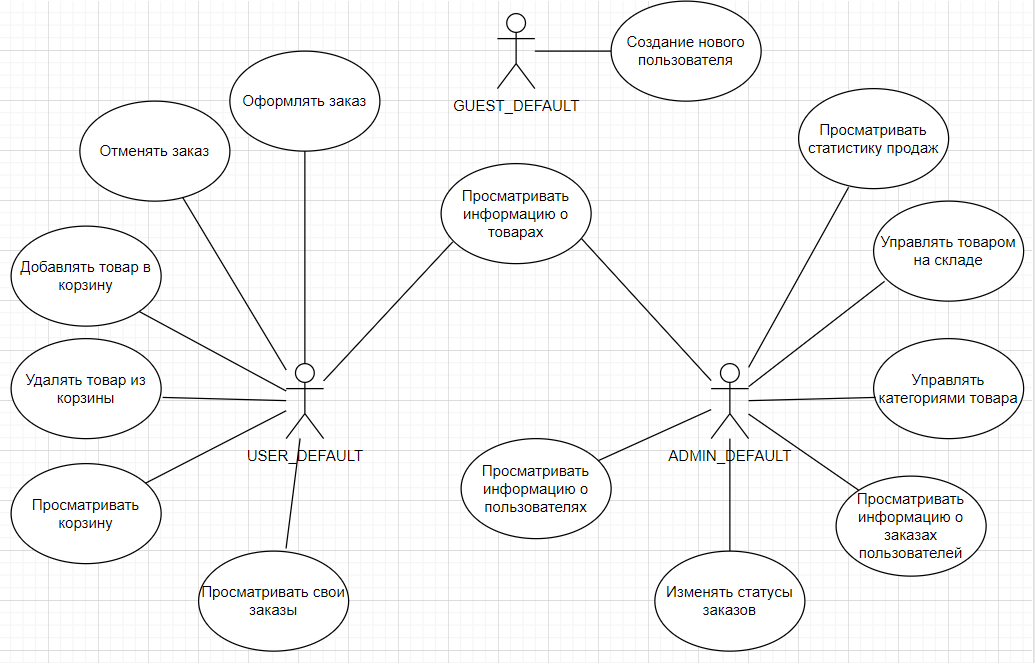 Создание нового
пользователя
GUEST_DEFAULT
Оформлять заказ
Отменять заказ
Просматривать
статистику продаж
Просматривать
информацию о
товарах
Управлять товаром
на складе
Добавлять товар в
корзину
Удалять товар из
корзины
Управлять
категориями товара
USER_DEFAULT
ADMIN_DEFAULT
Просматривать
информацию о
пользователях
Просматривать
корзину
Просматривать
информацию о
заказах
пользователей
Просматривать свои
заказы
Изменять статусы
заказов